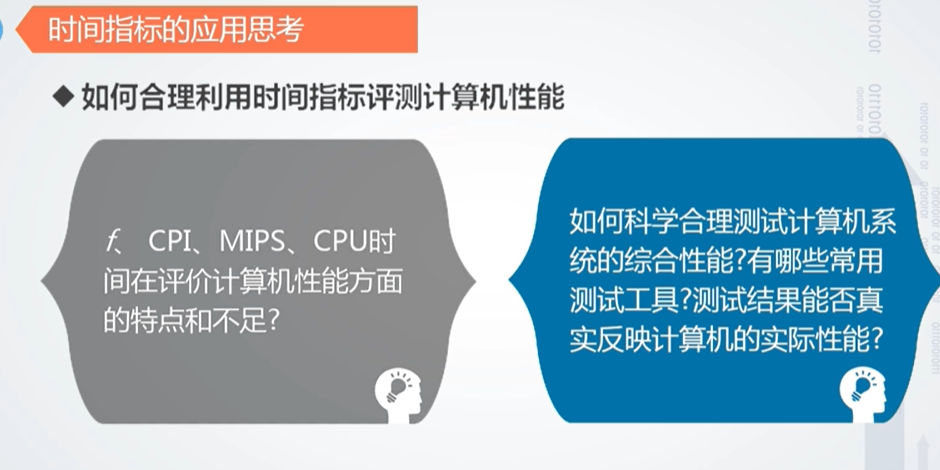 时间指标的应用思考
◆ 如何合理利用时间指标评测计算机性能
f、 CPI、MIPS、CPU时
间在评价计算机性能方面
的特点和不足?
如何科学合理测试计算机系
统的综合性能?有哪些常用
测试工具?测试结果能否真
实反映计算机的实际性能?